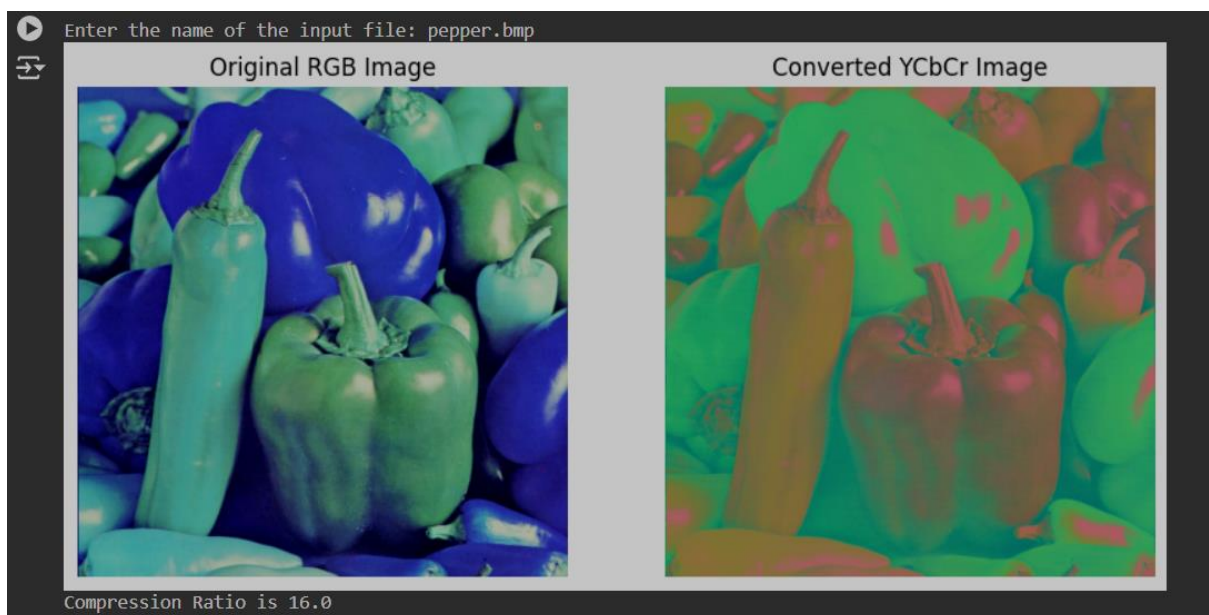 Enter the name of the input file: pepper.bmp
Original RGB Image
Converted YCbCr Image
Compression Ratio is 16.0